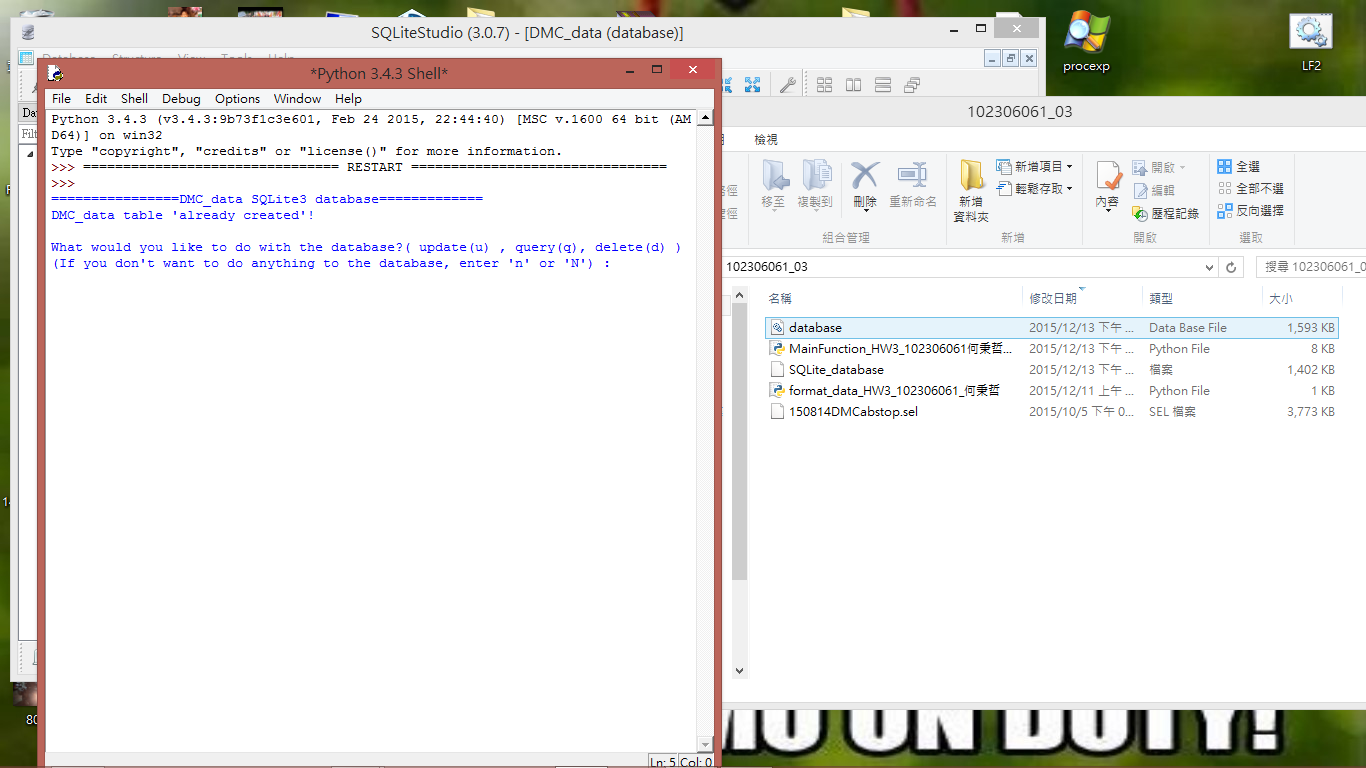 SQLiteStudio (3.0.7) - [DMC_data (database)]
procexp
LF2
*Python 3.4.3 Shell*
File Edit Shell Debug Options Window Help
Python 3.4.3 (v3.4.3:9b73f1c3e601, Feb 24 2015, 22:44:40) [MSC v.1600 64 bit (AM
D64)] on win32
Type "copyright", "credits" or "license()" for more information.
>>> ================================ RESTART ================================
>>>
================DMC_data SQLite3 database=============
DMC_data table 'already created'!
What would you like to do with the database?( update(u) , query(q), delete(d) )
(If you don't want to do anything to the database, enter 'n' or 'N') :
Ln: 5 Col: 0
102306061_03
檢視
移至
複製到
刪除
重新命名
組合管理
新增
資料夾
新增項目
輕鬆存取
新增
內容
開啟
編輯
歷程記錄
開啟
全選
全部不選
反向選擇
選取
102306061_03
搜尋 102306061_0
名稱 修改日期 類型 大小
database 2015/12/13 下午 ... Data Base File 1,593 KB
MainFunction_HW3_102306061何秉哲... 2015/12/13 下午 ... Python File 8 KB
SQLite_database 2015/12/13 下午 ... 檔案 1,402 KB
format_data_HW3_102306061_何秉哲 2015/12/11 上午 ... Python File 1 KB
150814DMCabstop.sel 2015/10/5 下午 0... SEL 檔案 3,773 KB
ON DUTY!